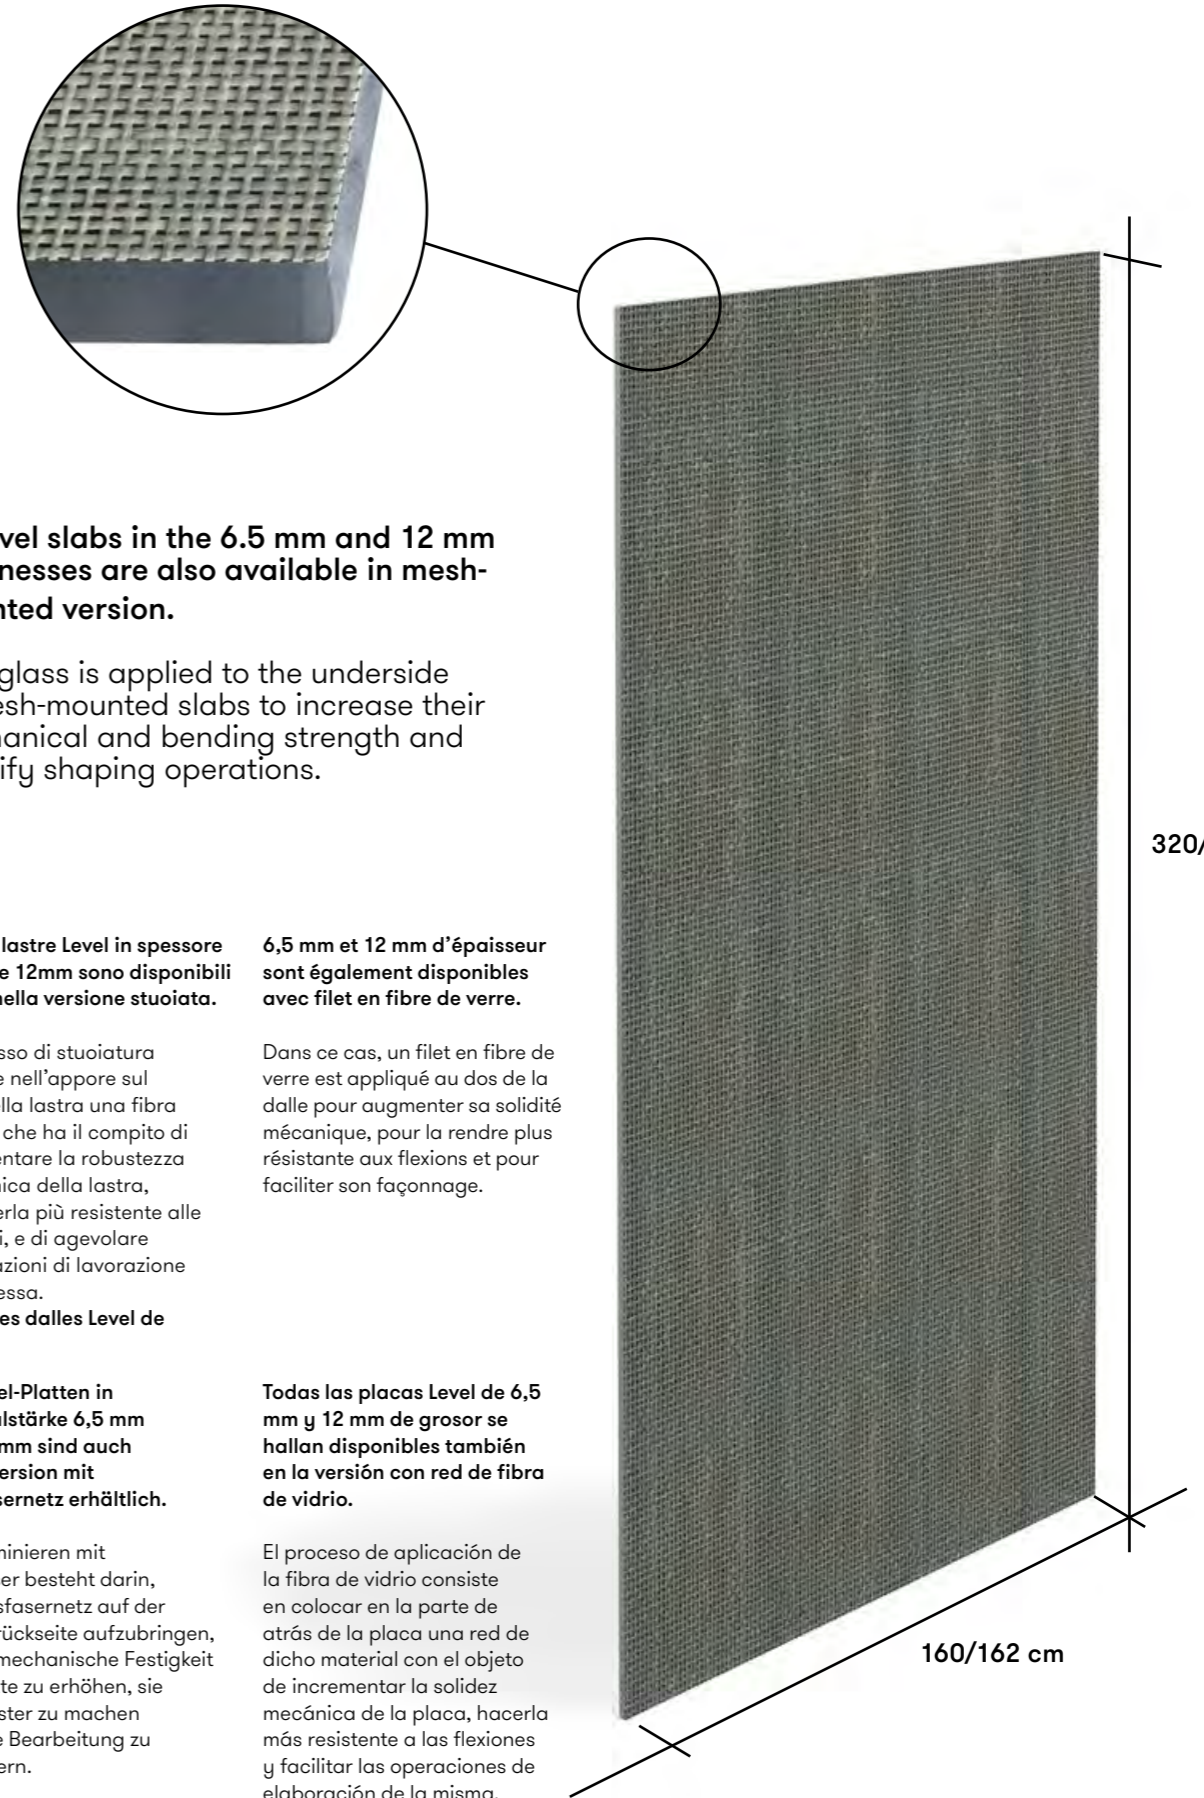 vel slabs in the 6.5 mm and 12 mm
nesses are also available in mesh-
nted version.
glass is applied to the underside
esh-mounted slabs to increase their
hanical and bending strength and
ify shaping operations.
lastre Level in spessore
e 12mm sono disponibili
nella versione stuoiata.
sso di stuoiatura
e nell’appore sul
ella lastra una fibra
che ha il compito di
entare la robustezza
nica della lastra,
erla più resistente alle
i, e di agevolare
azioni di lavorazione
essa.
es dalles Level de
6,5 mm et 12 mm d’épaisseur
sont également disponibles
avec filet en fibre de verre.
Dans ce cas, un filet en fibre de
verre est appliqué au dos de la
dalle pour augmenter sa solidité
mécanique, pour la rendre plus
résistante aux flexions et pour
faciliter son façonnage.
el-Platten in
alstärke 6,5 mm
mm sind auch
ersion mit
sernetz erhältlich.
minieren mit
er besteht darin,
sfasernetz auf der
rückseite aufzubringen,
mechanische Festigkeit
te zu erhöhen, sie
ster zu machen
e Bearbeitung zu
ern.
Todas las placas Level de 6,5
mm y 12 mm de grosor se
hallan disponibles también
en la versión con red de fibra
de vidrio.
El proceso de aplicación de
la fibra de vidrio consiste
en colocar en la parte de
atrás de la placa una red de
dicho material con el objeto
de incrementar la solidez
mecánica de la placa, hacerla
más resistente a las flexiones
y facilitar las operaciones de
elaboración de la misma.
320/
160/162 cm